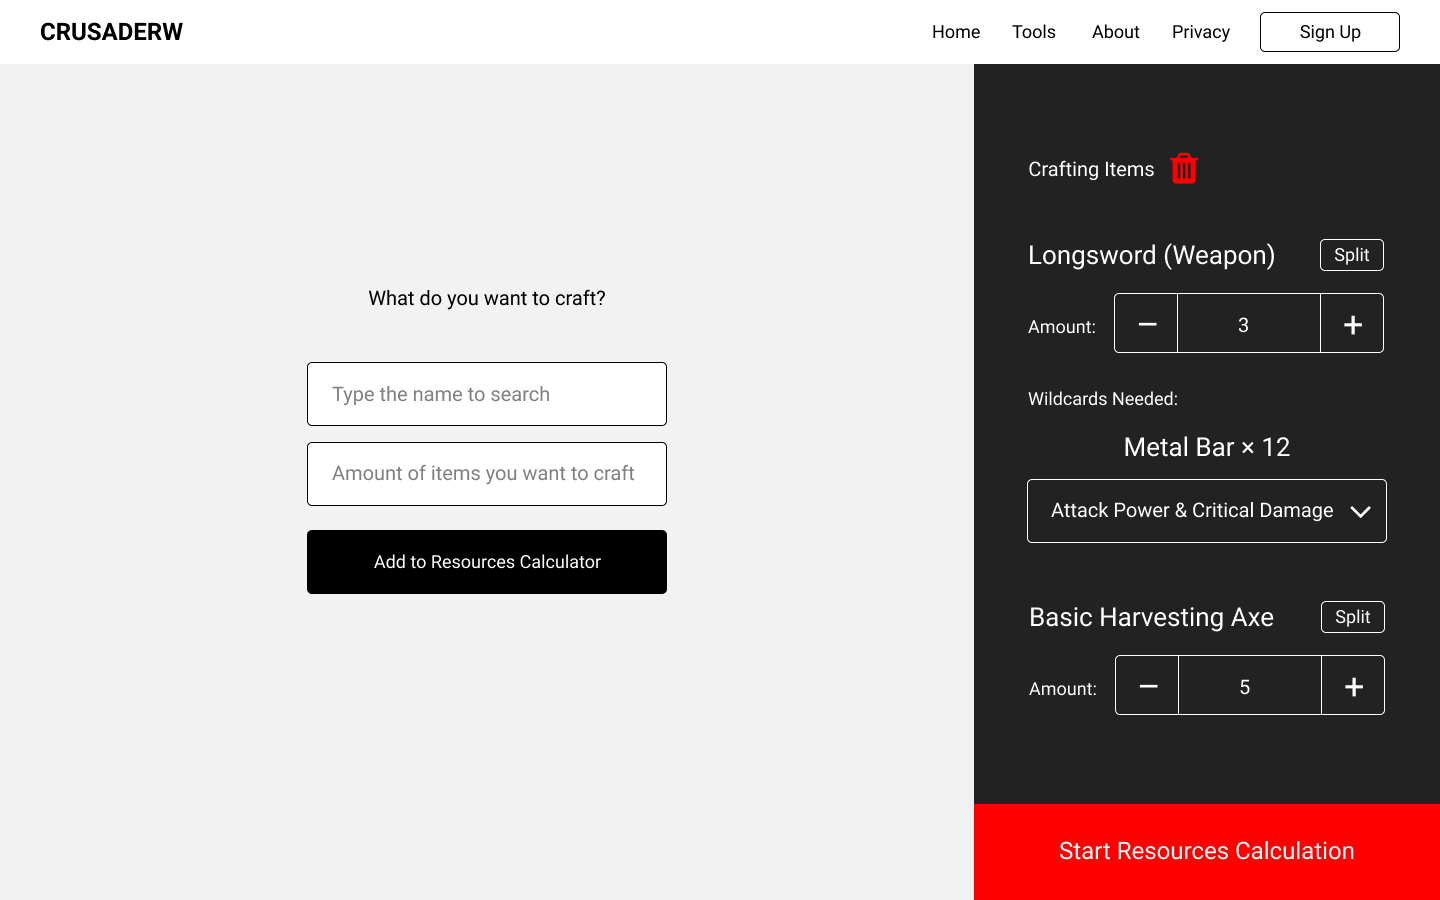 CRUSADERW
Home Tools About Privacy Sign Up
What do you want to craft?
Type the name to search
Amount of items you want to craft
Add to Resources Calculator
Crafting Items
Longsword (Weapon) Split
Amount: − 3 +
Wildcards Needed:
Metal Bar × 12
Attack Power & Critical Damage
Basic Harvesting Axe Split
Amount: − 5 +
Start Resources Calculation